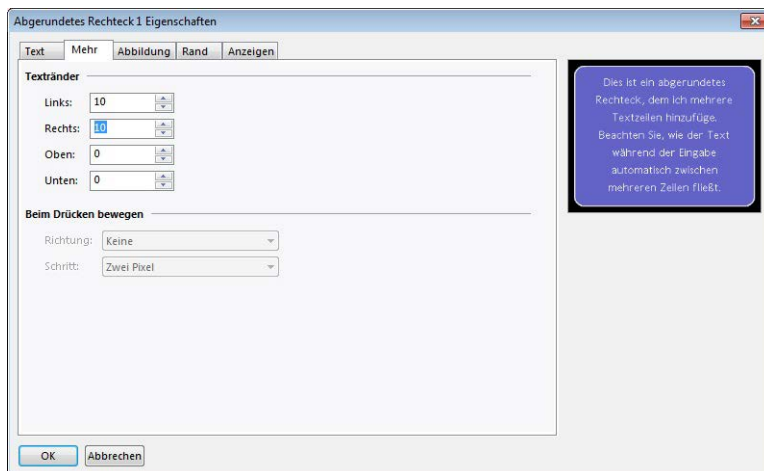 Abgerundetes Rechteck 1 Eigenschaften
Text Mehr Abbildung Rand Anzeigen
Textränder
Links: 10
Rechts: 10
Oben: 0
Unten: 0
Beim Drücken bewegen
Richtung: Keine
Schritt: Zwei Pixel
Dies ist ein abgerundetes
Rechteck, dem ich mehrere
Textzeilen hinzufüge.
Beachten Sie, wie der Text
während der Eingabe
automatisch zwischen
mehreren Zeilen fließt.
OK Abbrechen